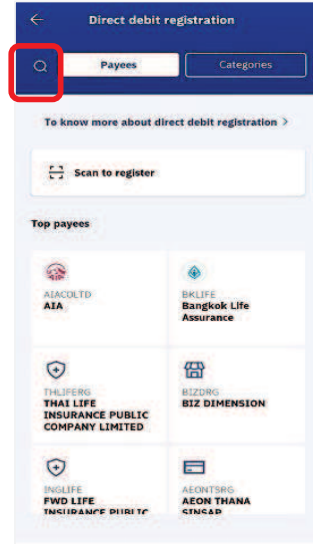 Direct debit registration
Payees
Categories
To know more about direct debit registration >
Scan to register
Top payees
AIACOLTD
AIA
BKLIFE
Bangkok Life
Assurance
THLIFERG
THAI LIFE
INSURANCE PUBLIC
COMPANY LIMITED
BIZDRG
BIZ DIMENSION
INGLIFE
FWD LIFE
INSURANCE PUBLIC
AEONTSRG
AEON THANA
SINSAP